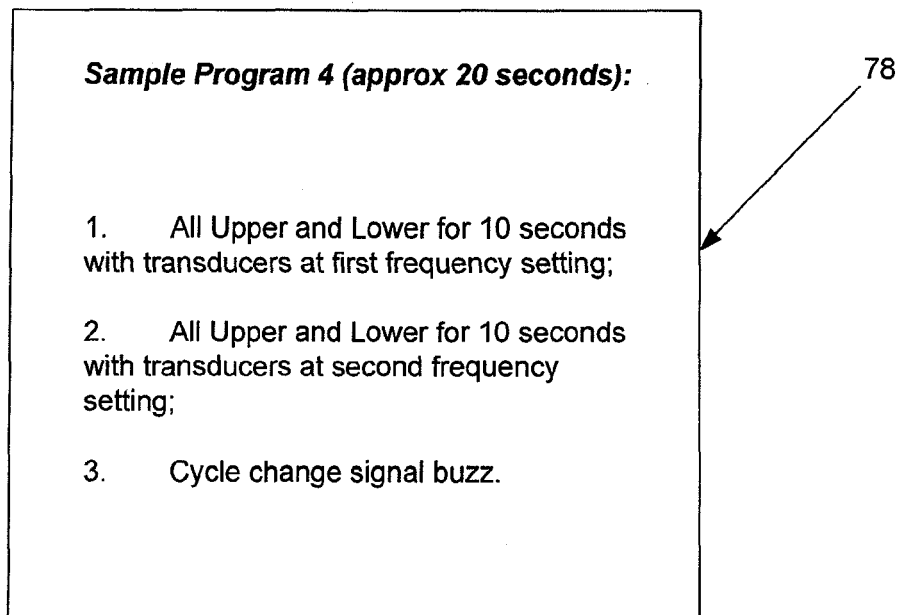 Sample Program 4 (approx 20 seconds):
78
1. All Upper and Lower for 10 seconds
with transducers at first frequency setting;
2. All Upper and Lower for 10 seconds
with transducers at second frequency
setting;
3. Cycle change signal buzz.